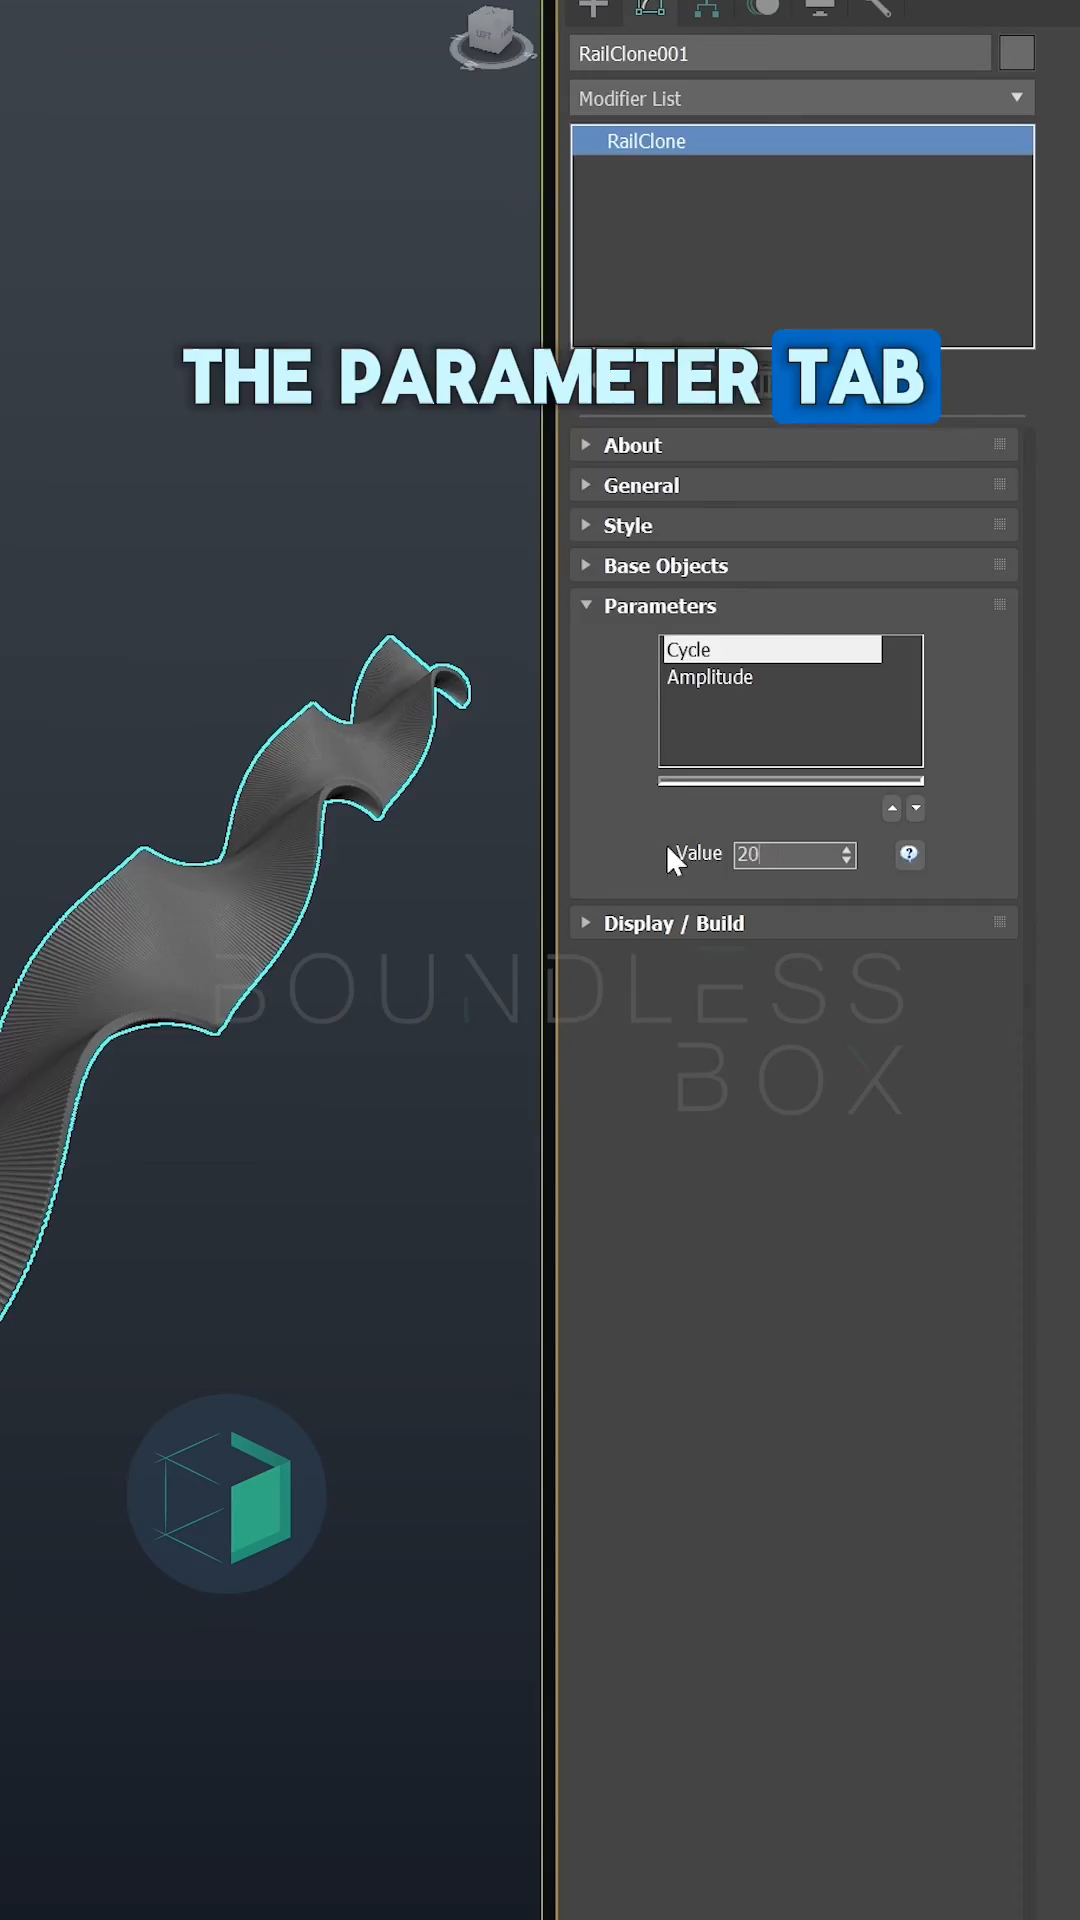 LEFT
RailClone001
Modifier List
RailClone
THE PARAMETER TAB
About
General
Style
Base Objects
Parameters
Cycle
Amplitude
Value 20
Display / Build
BOUNDLESS
BOX